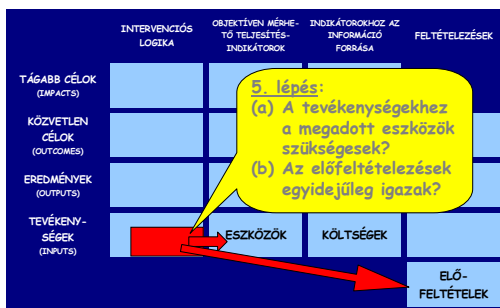 INTERVENCIÓS
LOGIKA
OBJEKTÍVEN MÉRHE-
TŐ TELJESÍTÉS-
INDIKÁTOROK
INDIKÁTOROKHOZ AZ
INFORMÁCIÓ
FORRÁSA
FELTÉTELEZÉSEK
TÁGABB CÉLOK
(IMPACTS)
KÖZVETLEN
CÉLOK
(OUTCOMES)
EREDMÉNYEK
(OUTPUTS)
TEVÉKENY-
SÉGEK
(INPUTS)
5. lépés:
(a) A tevékenységekhez
a megadott eszközök
szükségesek?
(b) Az előfeltételezések
egyidejűleg igazak?
ESZKÖZÖK
KÖLTSÉGEK
ELŐ-
FELTÉTELEK